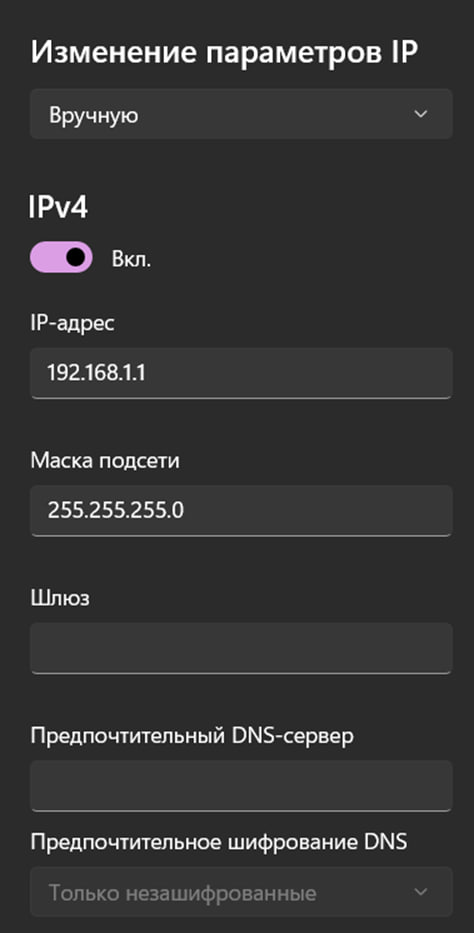 Изменение параметров IP
Вручную
IPv4
Вкл.
IP-адрес
192.168.1.1
Маска подсети
255.255.255.0
Шлюз
Предпочтительный DNS-сервер
Предпочтительное шифрование DNS
Только незашифрованные